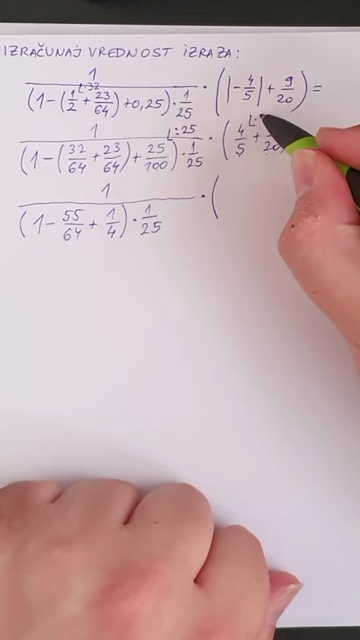 IZRAČUNAJ VREDNOST IZRAZA:
1/((1-(1/2+23/64)+0,25)·1/25) · (|-4/5|+9/20) =
1/((1-(32/64+23/64)+25/100)·1/25) · (4/5+
1/((1-55/64+1/4)·1/25) · (